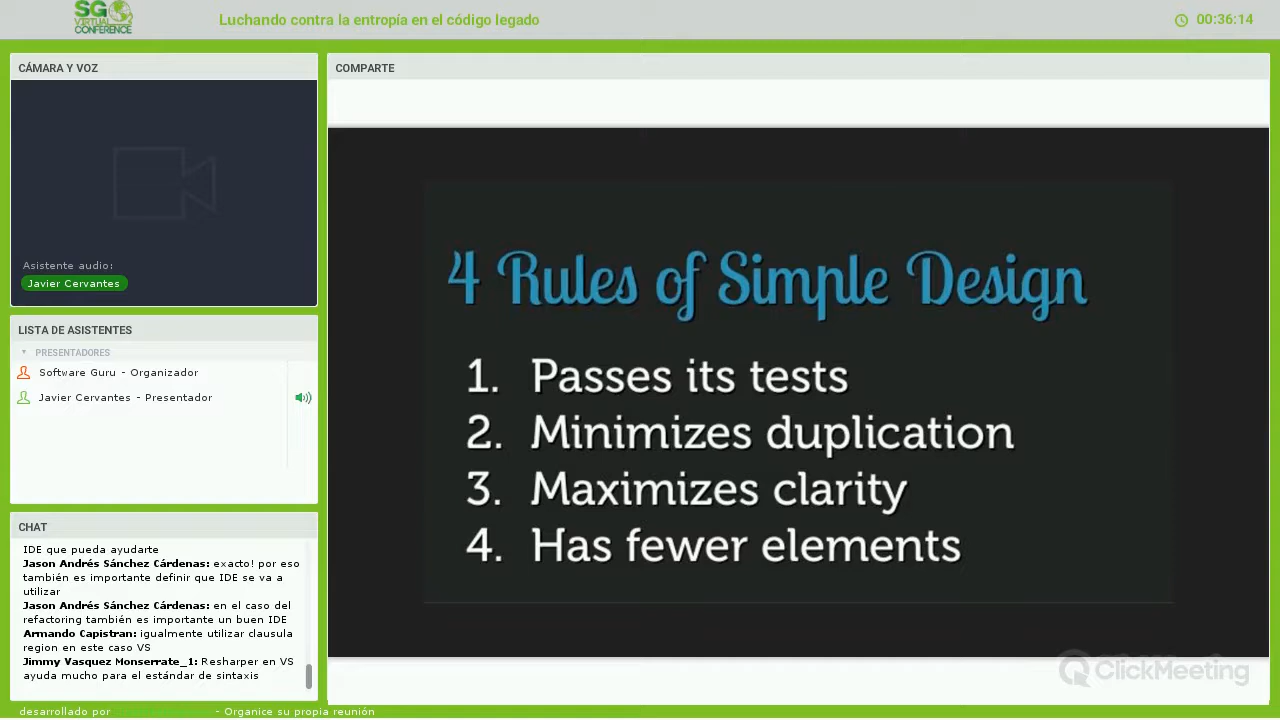 SG
VIRTUAL
CONFERENCE
Luchando contra la entropía en el código legado
00:36:14
CÁMARA Y VOZ
Asistente audio:
Javier Cervantes
LISTA DE ASISTENTES
PRESENTADORES
Software Guru - Organizador
Javier Cervantes - Presentador
CHAT
IDE que pueda ayudarte
Jason Andrés Sánchez Cárdenas: exacto! por eso
también es importante definir que IDE se va a
utilizar
Jason Andrés Sánchez Cárdenas: en el caso del
refactoring también es importante un buen IDE
Armando Capistran: igualmente utilizar clausula
region en este caso VS
Jimmy Vasquez Monserrate_1: Resharper en VS
ayuda mucho para el estándar de sintaxis
COMPARTE
4 Rules of Simple Design
1. Passes its tests
2. Minimizes duplication
3. Maximizes clarity
4. Has fewer elements
ClickMeeting
desarrollado por - Organice su propia reunión